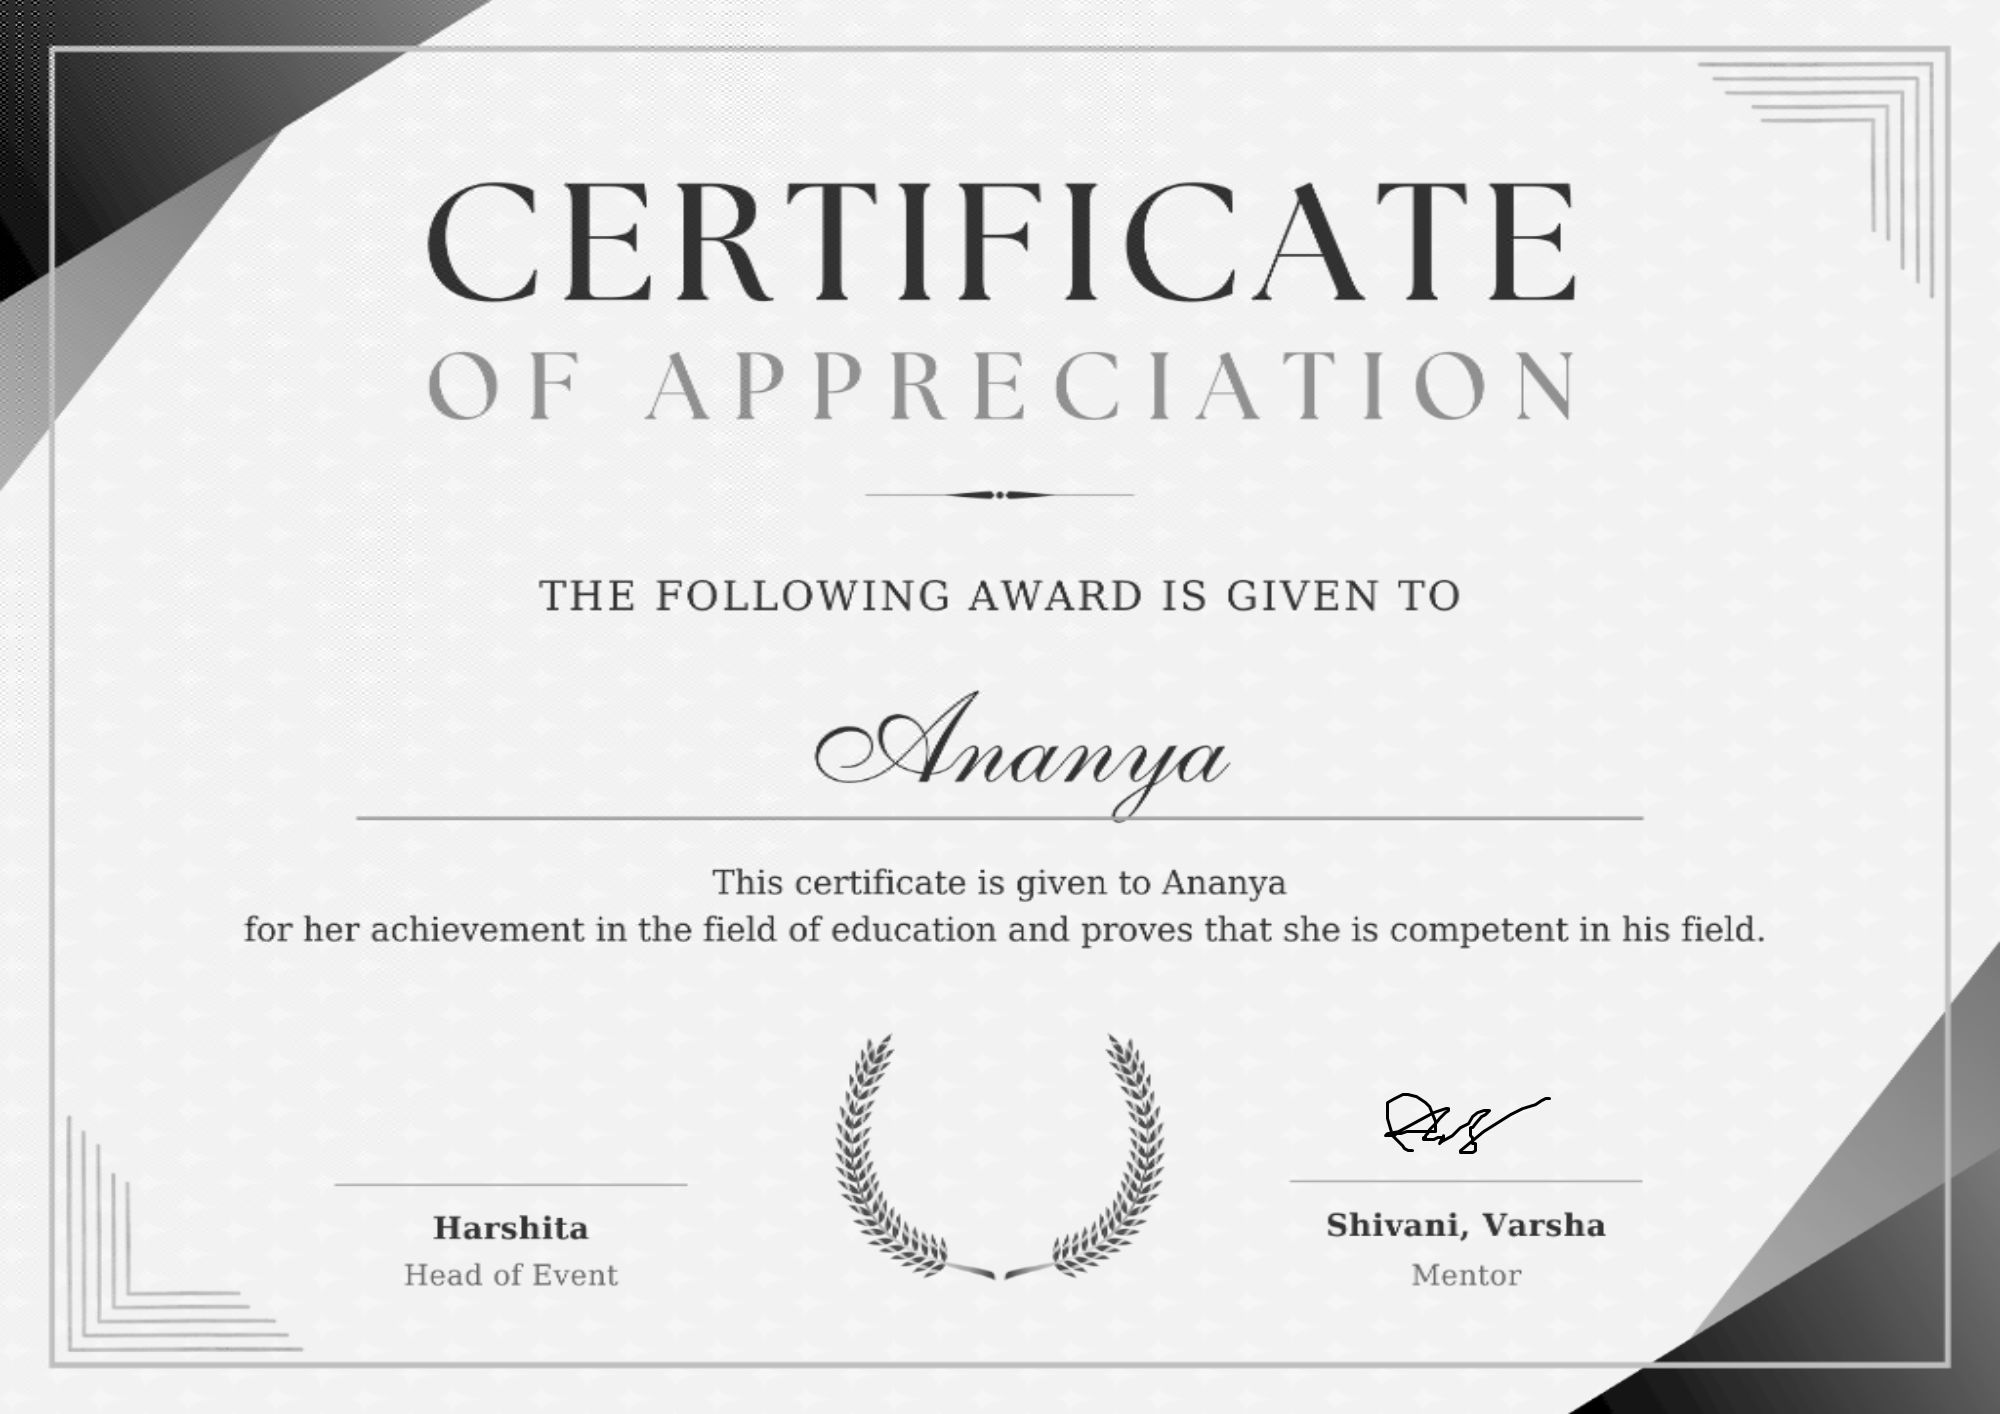 CERTIFICATE
OF APPRECIATION
THE FOLLOWING AWARD IS GIVEN TO
Ananya
This certificate is given to Ananya
for her achievement in the field of education and proves that she is competent in his field.
Harshita
Head of Event
Shivani, Varsha
Mentor